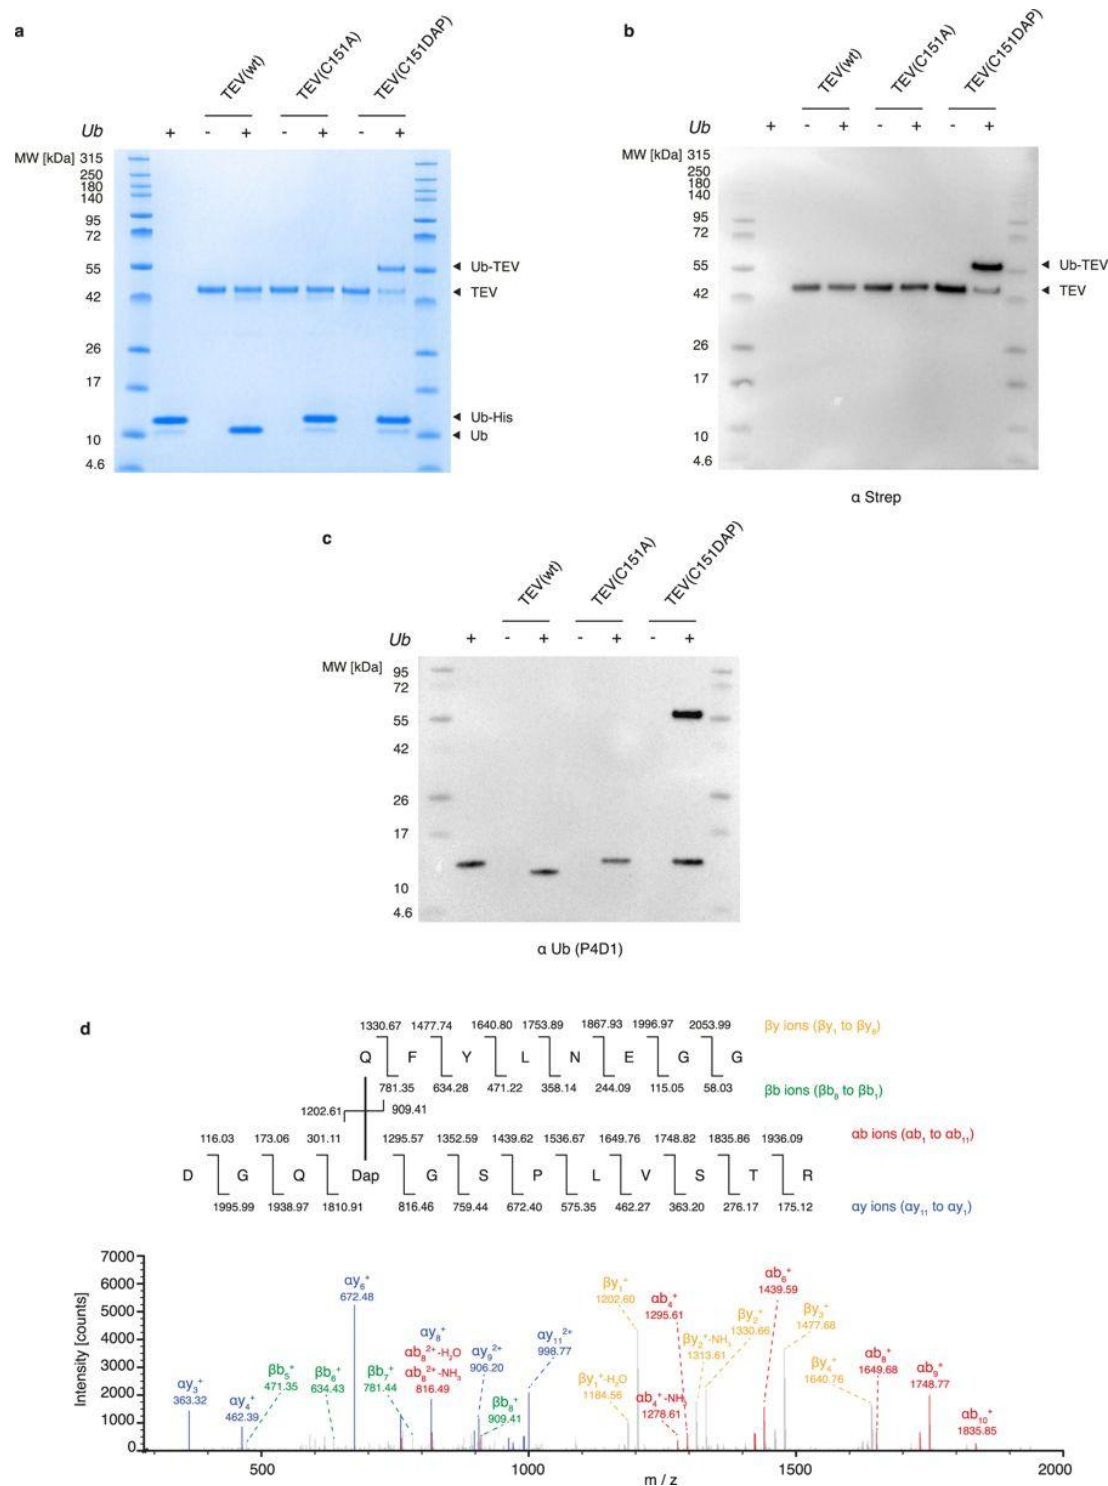 a
TEV(wt)
TEV(C151A)
TEV(C151DAP)
Ub + - + - + - +
MW [kDa] 315
250
180
140
95
72
55
42
26
17
10
4.6
◄ Ub-TEV
◄ TEV
◄ Ub-His
◄ Ub
b
TEV(wt)
TEV(C151A)
TEV(C151DAP)
Ub + - + - + - +
MW [kDa] 315
250
180
140
95
72
55
42
26
17
10
4.6
◄ Ub-TEV
◄ TEV
α Strep
c
TEV(wt)
TEV(C151A)
TEV(C151DAP)
Ub + - + - + - +
MW [kDa] 95
72
55
42
26
17
10
4.6
α Ub (P4D1)
d
1330.67 1477.74 1640.80 1753.89 1867.93 1996.97 2053.99 βy ions (βy₁ to βy₈)
Q F Y L N E G G
781.35 634.28 471.22 358.14 244.09 115.05 58.03 βb ions (βb₈ to βb₁)
1202.61 909.41
116.03 173.06 301.11 1295.57 1352.59 1439.62 1536.67 1649.76 1748.82 1835.86 1936.09 αb ions (αb₁ to αb₁₁)
D G Q Dap G S P L V S T R
1995.99 1938.97 1810.91 816.46 759.44 672.40 575.35 462.27 363.20 276.17 175.12 αy ions (αy₁₁ to αy₁)
Intensity [counts]
7000
6000
5000
4000
3000
2000
1000
0
αy₃⁺
363.32
αy₄⁺
462.39
βb₅⁺
471.35
βb₆⁺
634.43
αy₆⁺
672.48
βb₇⁺
781.44
αy₈⁺
αb₈²⁺-H₂O
αb₈²⁺-NH₃
816.49
αy₉²⁺
906.20
βb₈⁺
909.41
αy₁₁²⁺
998.77
βy₁⁺-H₂O
1184.56
βy₁⁺
1202.60
αb₄⁺-NH₃
1278.61
αb₄⁺
1295.61
βy₂⁺-NH₃
1313.61
βy₂⁺
1330.66
αb₆⁺
1439.59
βy₃⁺
1477.68
βy₄⁺
1640.76
αb₈⁺
1649.68
αb₉⁺
1748.77
αb₁₀⁺
1835.85
500 1000 1500 2000
m / z